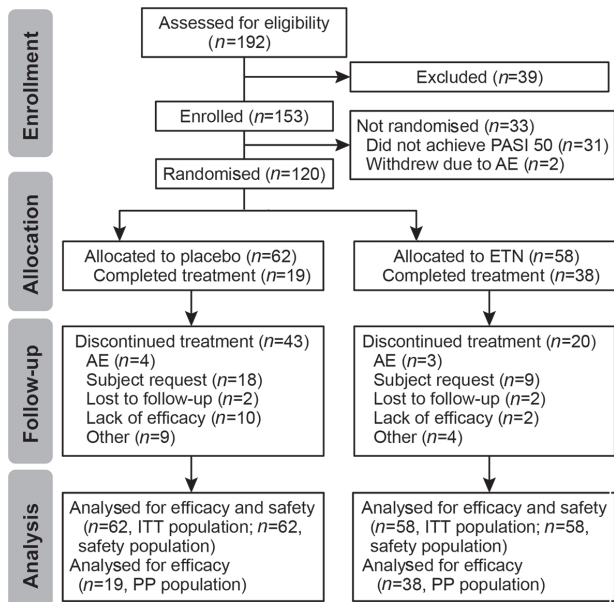 Enrollment
Assessed for eligibility
(n=192)
Excluded (n=39)
Enrolled (n=153)
Not randomised (n=33)
Did not achieve PASI 50 (n=31)
Withdrew due to AE (n=2)
Randomised (n=120)
Allocation
Allocated to placebo (n=62)
Completed treatment (n=19)
Allocated to ETN (n=58)
Completed treatment (n=38)
Follow-up
Discontinued treatment (n=43)
AE (n=4)
Subject request (n=18)
Lost to follow-up (n=2)
Lack of efficacy (n=10)
Other (n=9)
Discontinued treatment (n=20)
AE (n=3)
Subject request (n=9)
Lost to follow-up (n=2)
Lack of efficacy (n=2)
Other (n=4)
Analysis
Analysed for efficacy and safety
(n=62, ITT population; n=62,
safety population)
Analysed for efficacy
(n=19, PP population)
Analysed for efficacy and safety
(n=58, ITT population; n=58,
safety population)
Analysed for efficacy
(n=38, PP population)